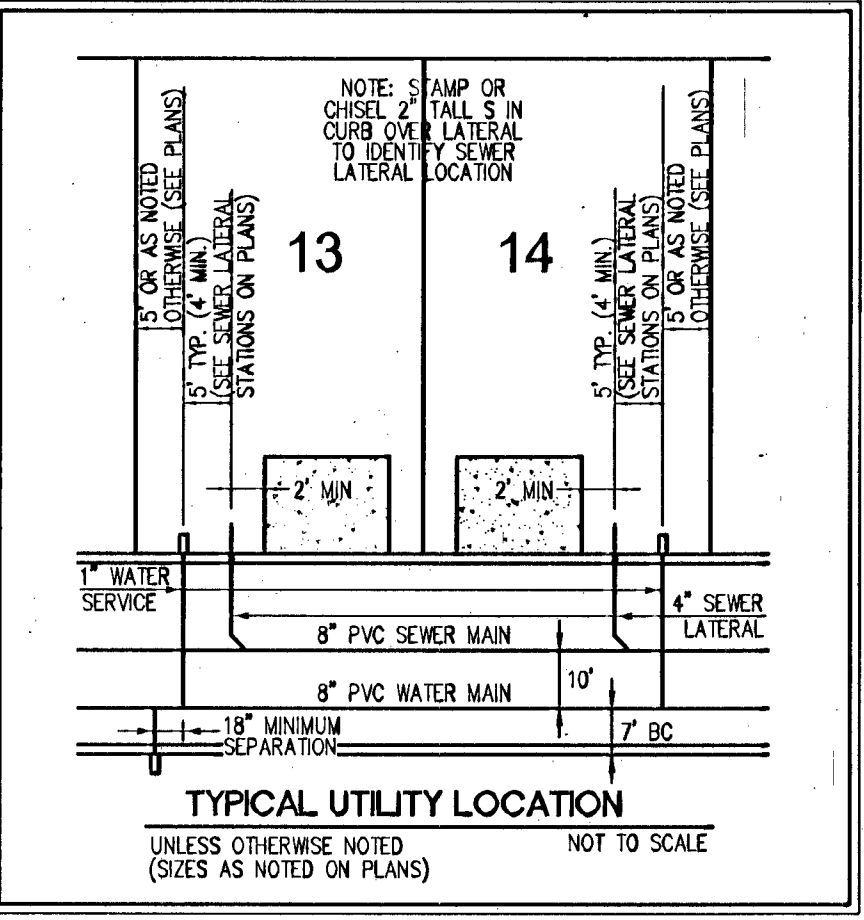 NOTE: STAMP OR
CHISEL 2" TALL S IN
CURB OVER LATERAL
TO IDENTIFY SEWER
LATERAL LOCATION
5' OR AS NOTED
OTHERWISE (SEE PLANS)
5' TYP. (4' MIN.)
(SEE SEWER LATERAL
STATIONS ON PLANS)
13
14
5' TYP. (4' MIN.)
(SEE SEWER LATERAL
STATIONS ON PLANS)
5' OR AS NOTED
OTHERWISE (SEE PLANS)
2' MIN
2' MIN
1" WATER
SERVICE
4" SEWER
LATERAL
8" PVC SEWER MAIN
10'
8" PVC WATER MAIN
18" MINIMUM
SEPARATION
7' BC
TYPICAL UTILITY LOCATION
UNLESS OTHERWISE NOTED
(SIZES AS NOTED ON PLANS)
NOT TO SCALE